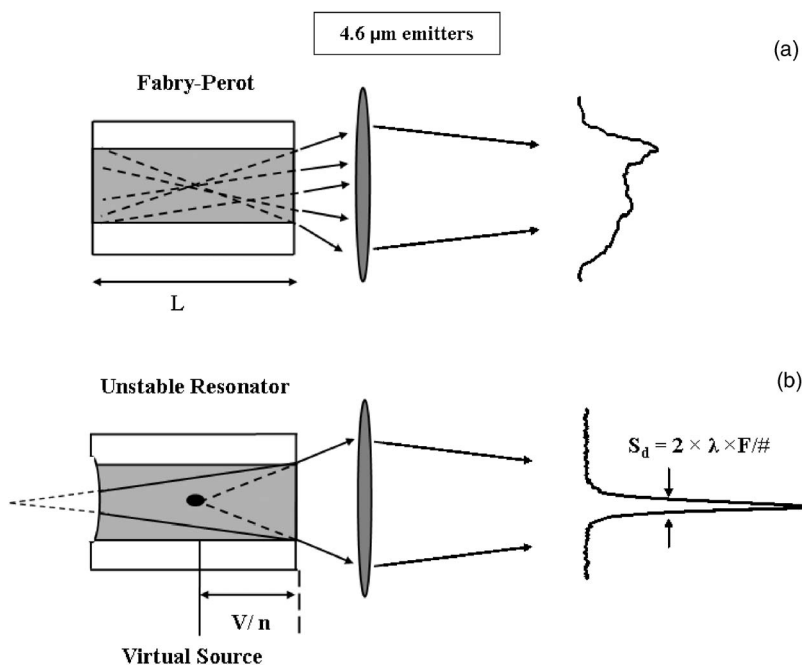 4.6 µm emitters
(a)
Fabry-Perot
L
(b)
Unstable Resonator
S_d = 2 × λ ×F/#
V/ n
Virtual Source